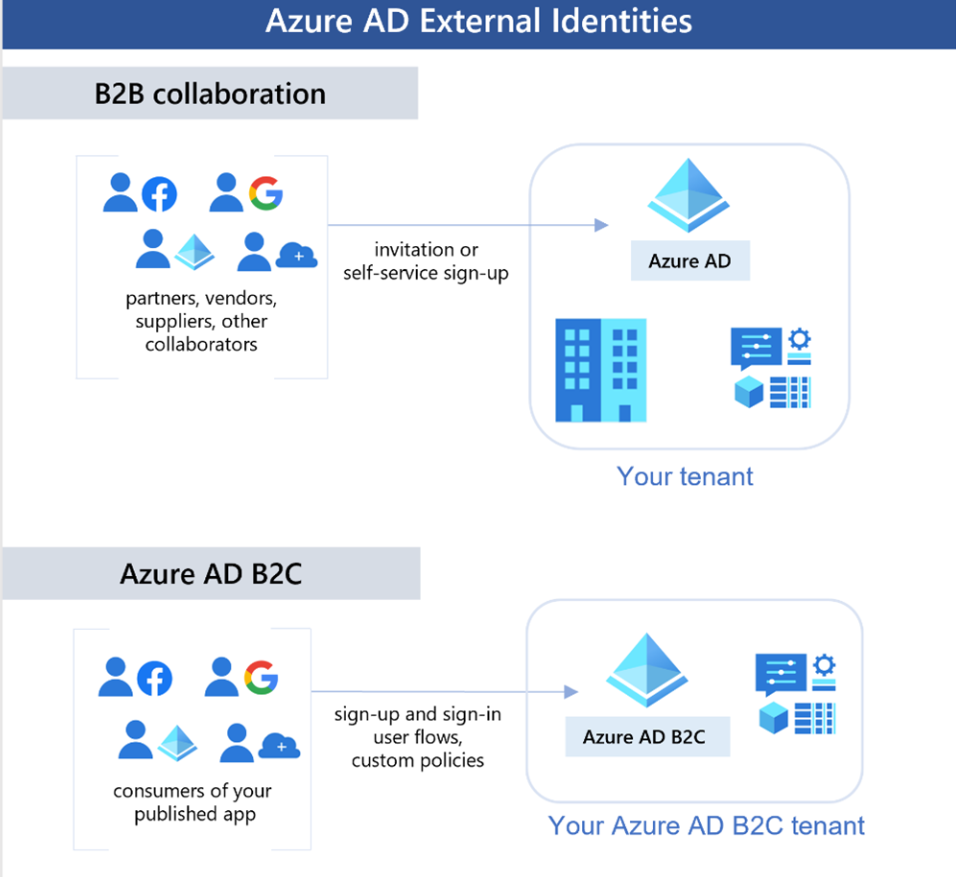 Azure AD External Identities
B2B collaboration
partners, vendors,
suppliers, other
collaborators
invitation or
self-service sign-up
Azure AD
Your tenant
Azure AD B2C
consumers of your
published app
sign-up and sign-in
user flows,
custom policies
Azure AD B2C
Your Azure AD B2C tenant